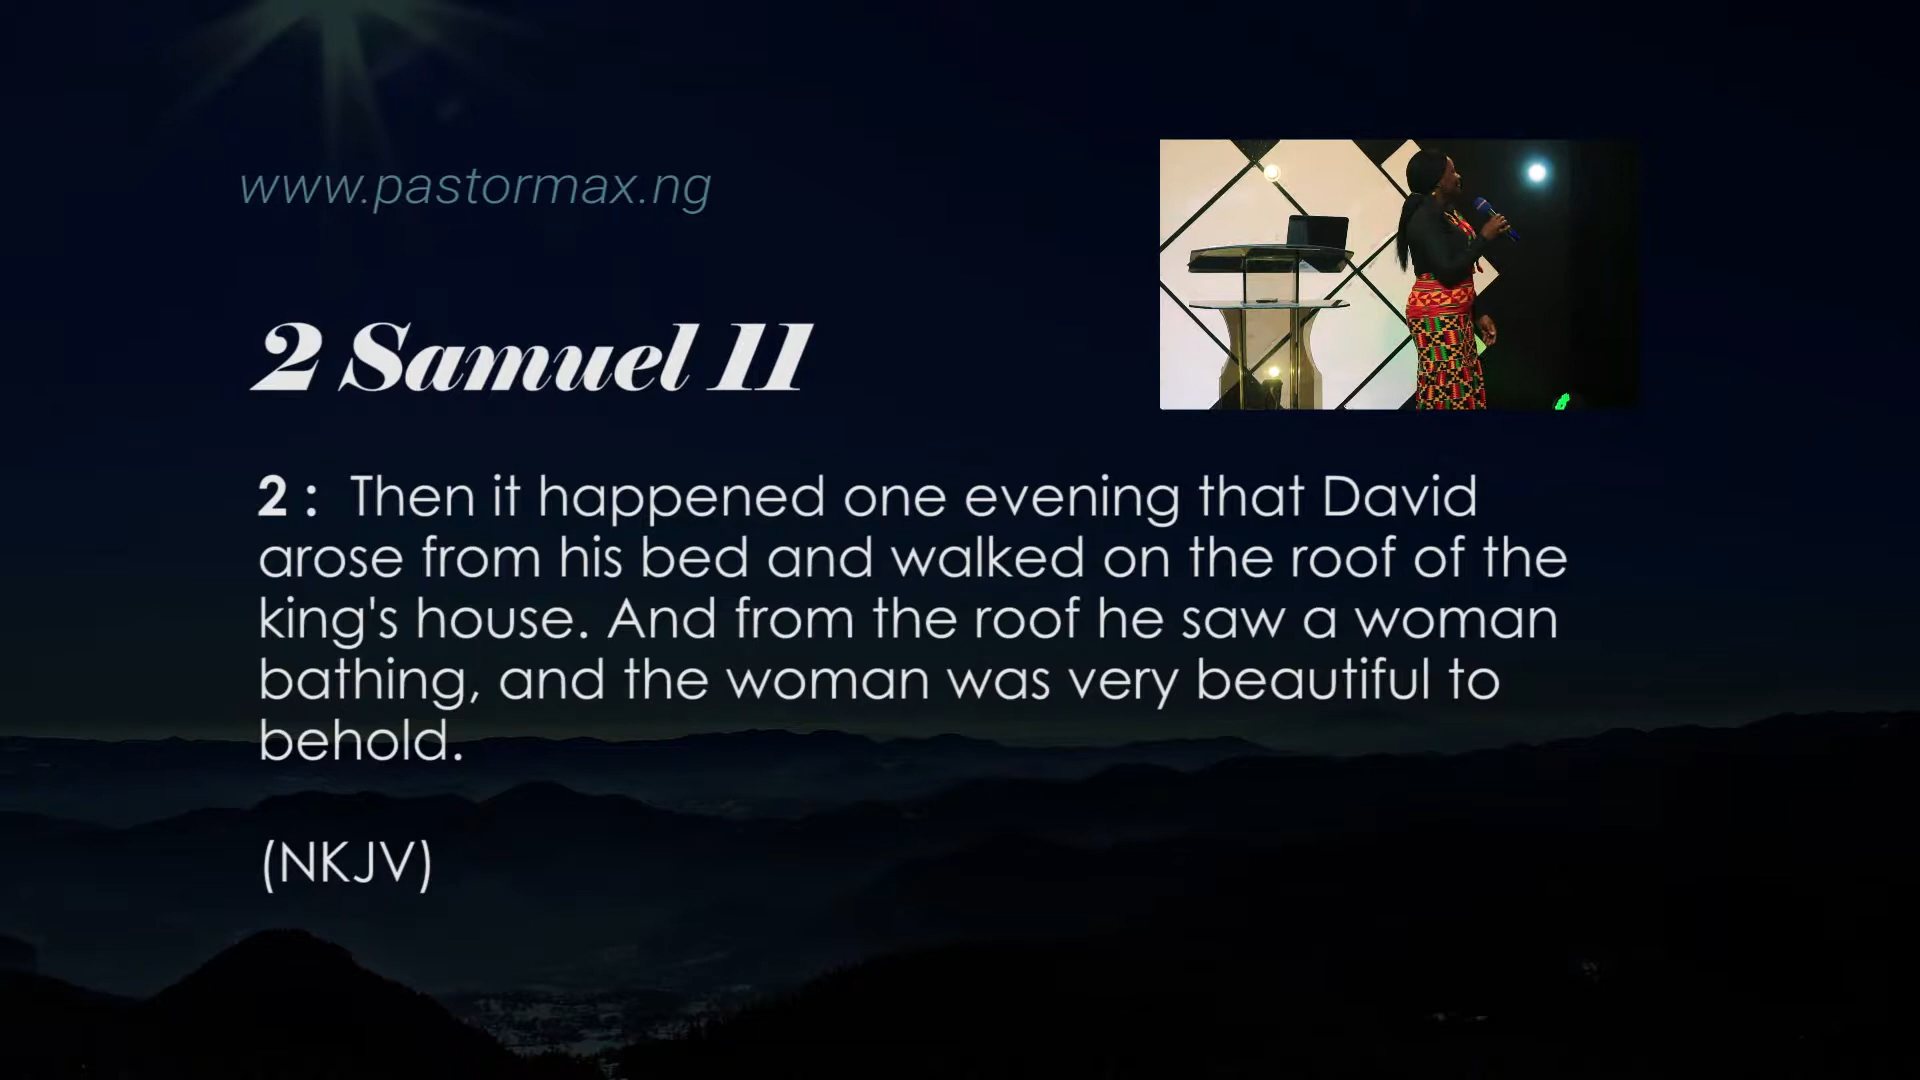 www.pastormax.ng
2 Samuel 11
2 : Then it happened one evening that David
arose from his bed and walked on the roof of the
king's house. And from the roof he saw a woman
bathing, and the woman was very beautiful to
behold.
(NKJV)